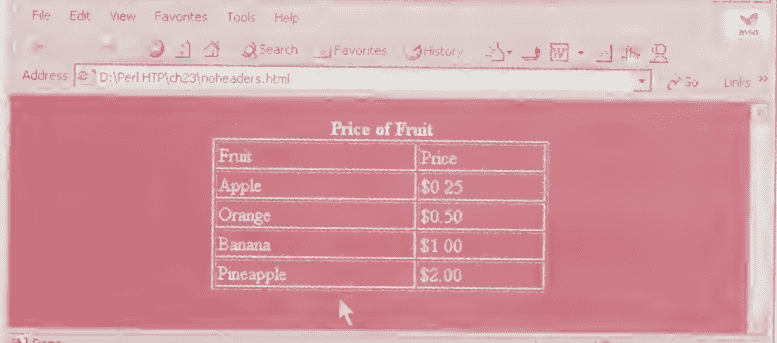 File Edit View Favorites Tools Help
Search Favorites History
Address D:\Perl HTP\ch23\noheaders.html Go Links »
Price of Fruit
Fruit Price
Apple $0 25
Orange $0.50
Banana $1 00
Pineapple $2.00